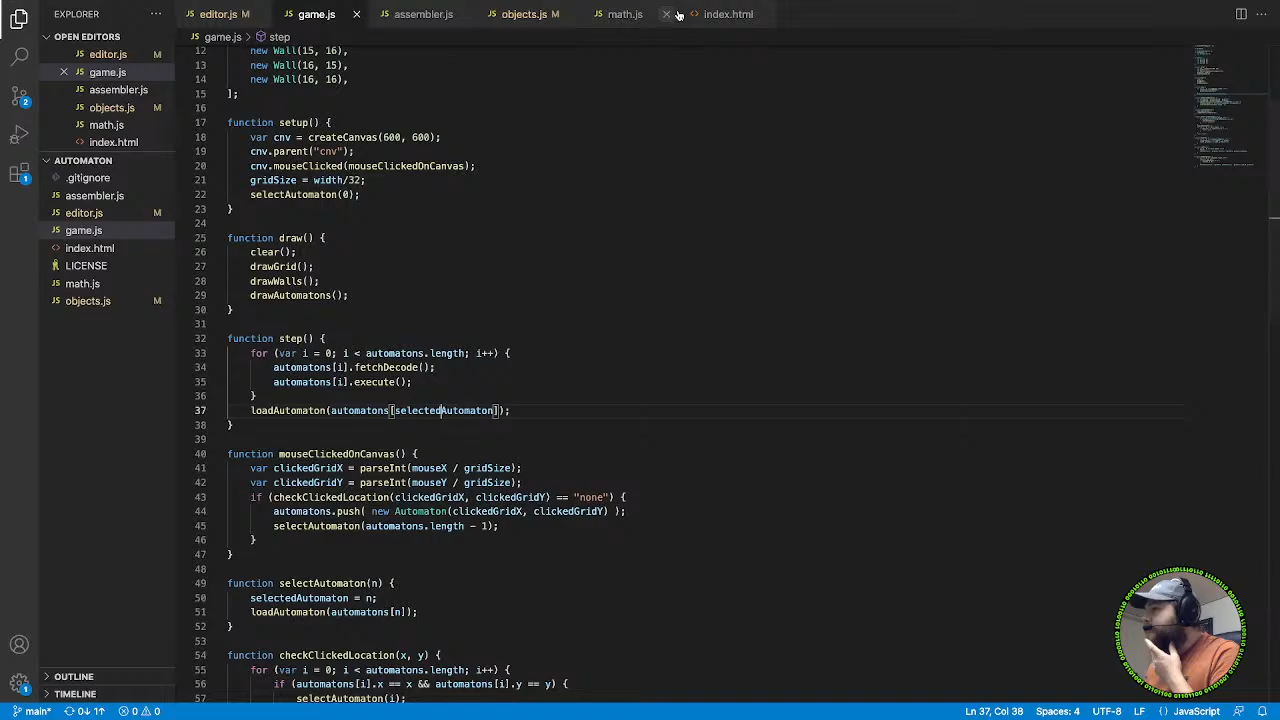 editor.js M game.js assembler.js objects.js M math.js index.html
EXPLORER
game.js > step
OPEN EDITORS
editor.js M
game.js
assembler.js
objects.js M
math.js
index.html
AUTOMATON
.gitignore
assembler.js
editor.js M
game.js
index.html
LICENSE
math.js
objects.js M
OUTLINE
TIMELINE
2
1
1
12 new Wall(15, 16),
13 new Wall(16, 15),
14 new Wall(16, 16),
15 ];
16
17 function setup() {
18 var cnv = createCanvas(600, 600);
19 cnv.parent("cnv");
20 cnv.mouseClicked(mouseClickedOnCanvas);
21 gridSize = width/32;
22 selectAutomaton(0);
23 }
24
25 function draw() {
26 clear();
27 drawGrid();
28 drawWalls();
29 drawAutomatons();
30 }
31
32 function step() {
33 for (var i = 0; i < automatons.length; i++) {
34 automatons[i].fetchDecode();
35 automatons[i].execute();
36 }
37 loadAutomaton(automatons[selectedAutomaton]);
38 }
39
40 function mouseClickedOnCanvas() {
41 var clickedGridX = parseInt(mouseX / gridSize);
42 var clickedGridY = parseInt(mouseY / gridSize);
43 if (checkClickedLocation(clickedGridX, clickedGridY) == "none") {
44 automatons.push( new Automaton(clickedGridX, clickedGridY) );
45 selectAutomaton(automatons.length - 1);
46 }
47 }
48
49 function selectAutomaton(n) {
50 selectedAutomaton = n;
51 loadAutomaton(automatons[n]);
52 }
53
54 function checkClickedLocation(x, y) {
55 for (var i = 0; i < automatons.length; i++) {
56 if (automatons[i].x == x && automatons[i].y == y) {
57 selectAutomaton(i);
main* 0↓ 1↑ 0 0 Ln 37, Col 38 Spaces: 4 UTF-8 LF {} JavaScript